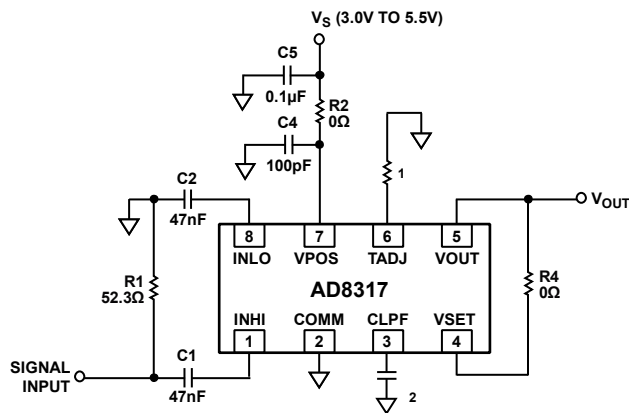 VS (3.0V TO 5.5V)
C5
0.1µF
R2
0Ω
C4
100pF
1
C2
47nF
VOUT
8
7
6
5
INLO
VPOS
TADJ
VOUT
R1
52.3Ω
AD8317
R4
0Ω
INHI
COMM
CLPF
VSET
1
2
3
4
SIGNAL
INPUT
C1
47nF
2